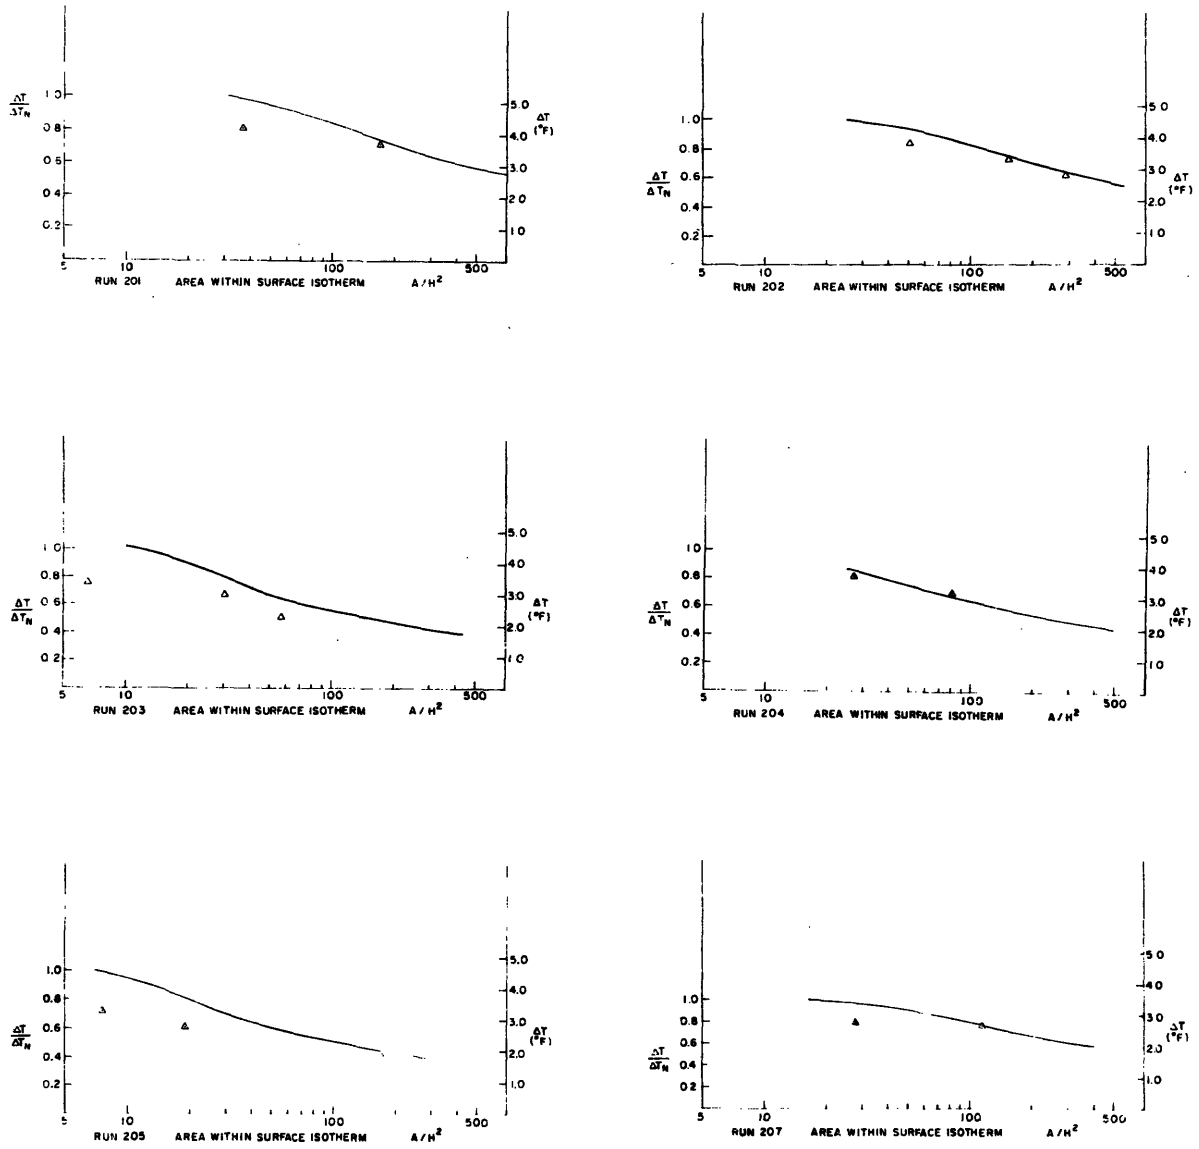 ΔT
ΔT_N
1.0
0.8
0.6
0.4
0.2
5.0
4.0
3.0
2.0
1.0
ΔT
(°F)
5 10 100 500
RUN 201 AREA WITHIN SURFACE ISOTHERM A/H²
ΔT
ΔT_N
1.0
0.8
0.6
0.4
0.2
5.0
4.0
3.0
2.0
1.0
ΔT
(°F)
5 10 100 500
RUN 202 AREA WITHIN SURFACE ISOTHERM A/H²
ΔT
ΔT_N
1.0
0.8
0.6
0.4
0.2
5.0
4.0
3.0
2.0
1.0
ΔT
(°F)
5 10 100 500
RUN 203 AREA WITHIN SURFACE ISOTHERM A/H²
ΔT
ΔT_N
1.0
0.8
0.6
0.4
0.2
5.0
4.0
3.0
2.0
1.0
ΔT
(°F)
5 10 100 500
RUN 204 AREA WITHIN SURFACE ISOTHERM A/H²
ΔT
ΔT_N
1.0
0.8
0.6
0.4
0.2
5.0
4.0
3.0
2.0
1.0
ΔT
(°F)
5 10 100 500
RUN 205 AREA WITHIN SURFACE ISOTHERM A/H²
ΔT
ΔT_N
1.0
0.8
0.6
0.4
0.2
5.0
4.0
3.0
2.0
1.0
ΔT
(°F)
5 10 100 500
RUN 207 AREA WITHIN SURFACE ISOTHERM A/H²